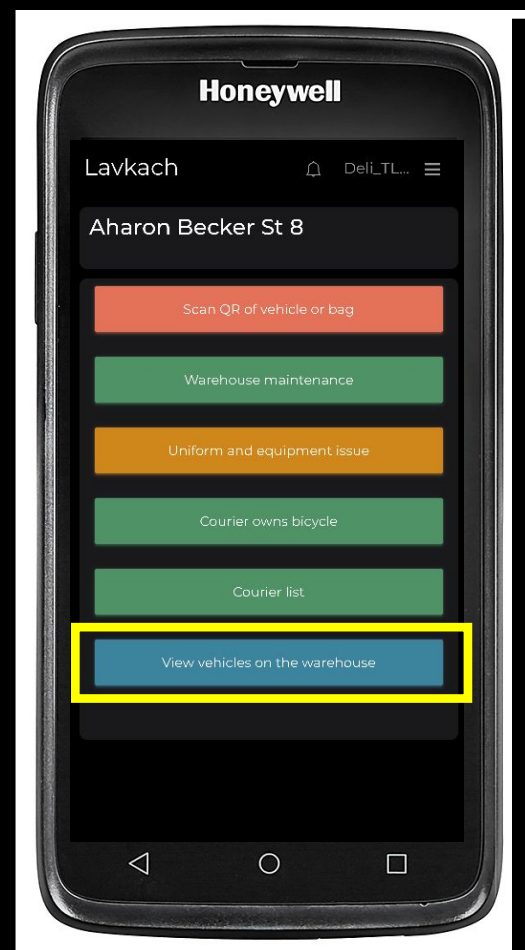 Honeywell
Lavkach Deli_TL...
Aharon Becker St 8
Scan QR of vehicle or bag
Warehouse maintenance
Uniform and equipment issue
Courier owns bicycle
Courier list
View vehicles on the warehouse